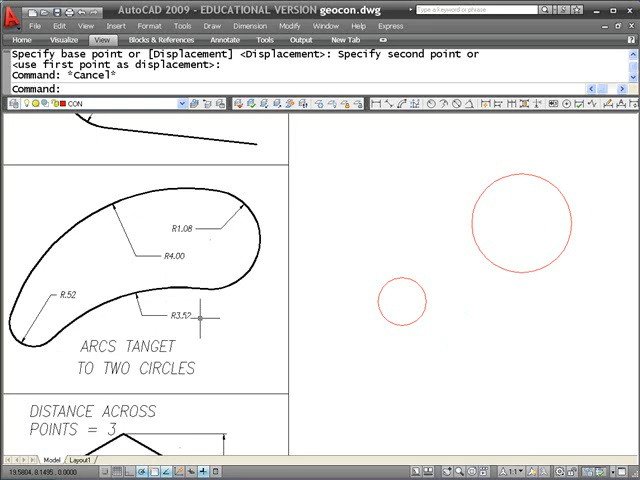 AutoCAD 2009 - EDUCATIONAL VERSION geocon.dwg
Type a keyword or phrase
File Edit View Insert Format Tools Draw Dimension Modify Window Help Express
Home Visualize View Blocks & References Annotate Tools Output New Tab
Specify base point or [Displacement] <Displacement>: Specify second point or
<use first point as displacement>:
Command: *Cancel*
Command:
CON
R1.08
R4.00
R.52
R3.52
ARCS TANGET
TO TWO CIRCLES
DISTANCE ACROSS
POINTS = 3
Model Layout1
19.5804, 8.1495, 0.0000
1:1